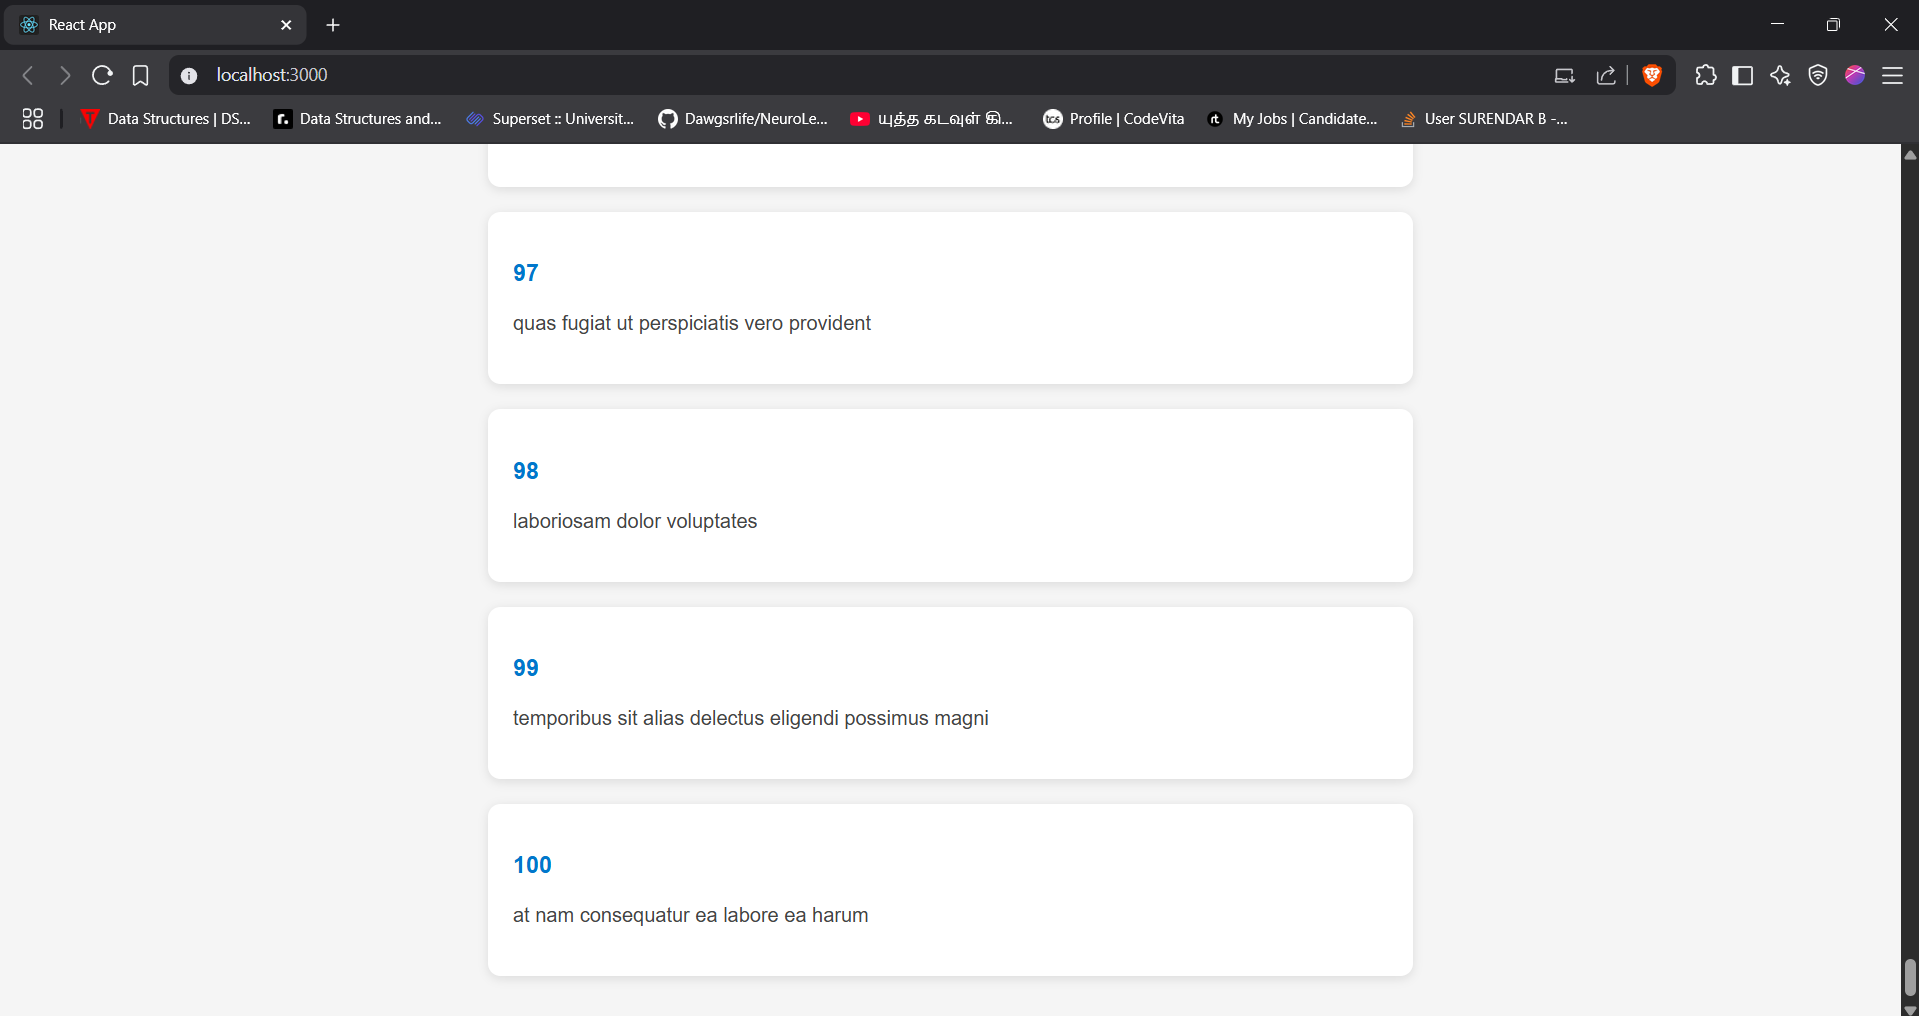 React App
localhost:3000
Data Structures | DS...
Data Structures and...
Superset :: Universit...
Dawgsrlife/NeuroLe...
யுத்த கடவுள் கி...
tcs
Profile | CodeVita
rt
My Jobs | Candidate...
User SURENDAR B -...
97
quas fugiat ut perspiciatis vero provident
98
laboriosam dolor voluptates
99
temporibus sit alias delectus eligendi possimus magni
100
at nam consequatur ea labore ea harum